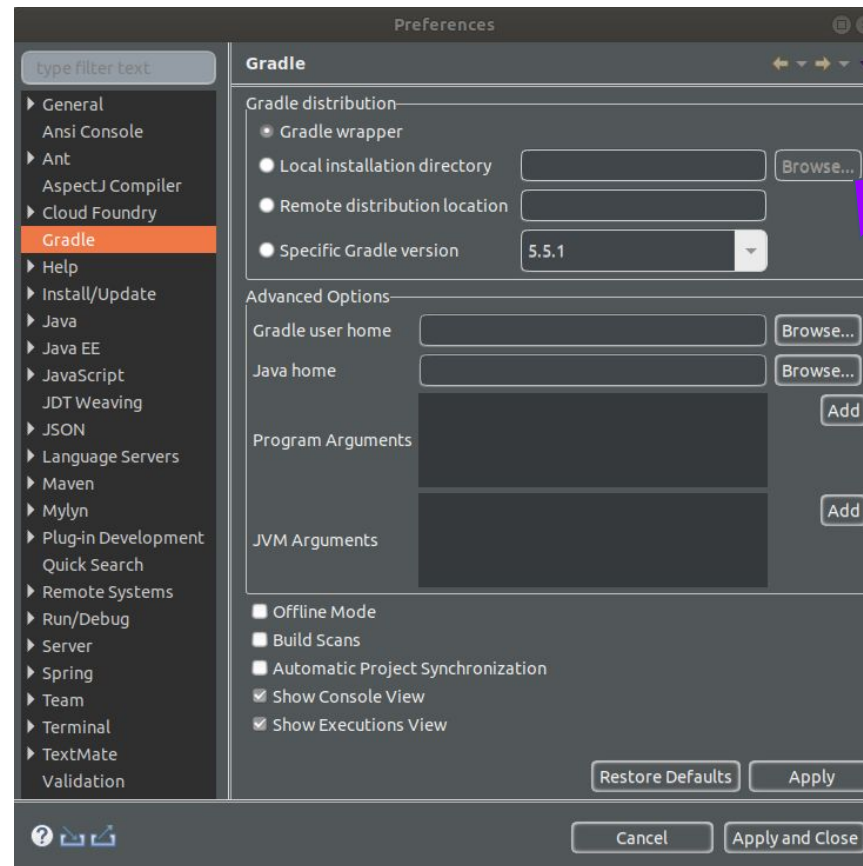 Preferences
type filter text
General
Ansi Console
Ant
AspectJ Compiler
Cloud Foundry
Gradle
Help
Install/Update
Java
Java EE
JavaScript
JDT Weaving
JSON
Language Servers
Maven
Mylyn
Plug-in Development
Quick Search
Remote Systems
Run/Debug
Server
Spring
Team
Terminal
TextMate
Validation
Gradle
Gradle distribution
Gradle wrapper
Local installation directory Browse...
Remote distribution location
Specific Gradle version 5.5.1
Advanced Options
Gradle user home Browse...
Java home Browse...
Add
Program Arguments
Add
JVM Arguments
Offline Mode
Build Scans
Automatic Project Synchronization
Show Console View
Show Executions View
Restore Defaults Apply
? Cancel Apply and Close